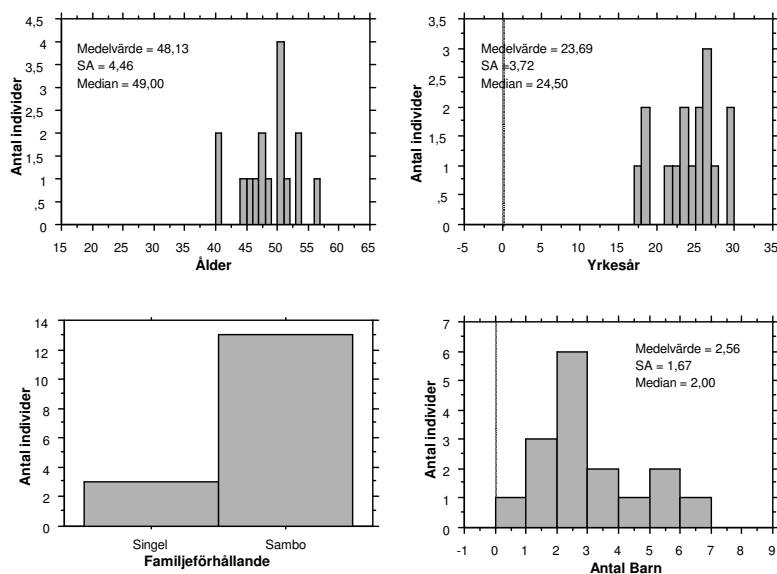 4,5
4
3,5
3
2,5
2
1,5
1
,5
0
Antal individer
Medelvärde = 48,13
SA = 4,46
Median = 49,00
15 20 25 30 35 40 45 50 55 60 65
Ålder
3,5
3
2,5
2
1,5
1
,5
0
Antal individer
Medelvärde = 23,69
SA =3,72
Median = 24,50
-5 0 5 10 15 20 25 30 35
Yrkesår
14
12
10
8
6
4
2
0
Antal individer
Singel Sambo
Familjeförhållande
7
6
5
4
3
2
1
0
Antal individer
Medelvärde = 2,56
SA = 1,67
Median = 2,00
-1 0 1 2 3 4 5 6 7 8 9
Antal Barn